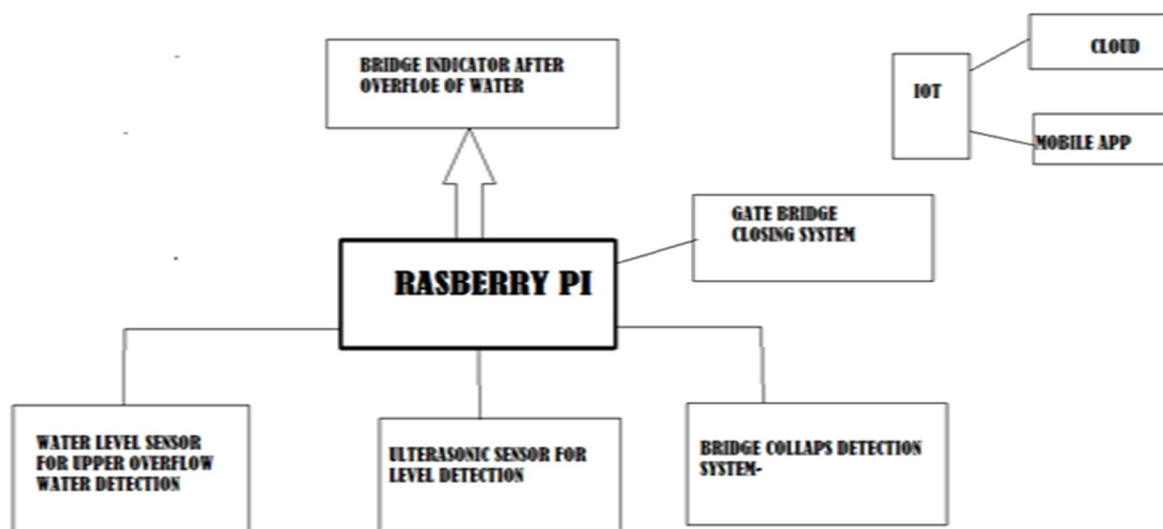 BRIDGE INDICATOR AFTER
OVERFLOE OF WATER
CLOUD
IOT
MOBILE APP
GATE BRIDGE
CLOSING SYSTEM
RASBERRY PI
WATER LEVEL SENSOR
FOR UPPER OVERFLOW
WATER DETECTION
ULTERASONIC SENSOR FOR
LEVEL DETECTION
BRIDGE COLLAPS DETECTION
SYSTEM-